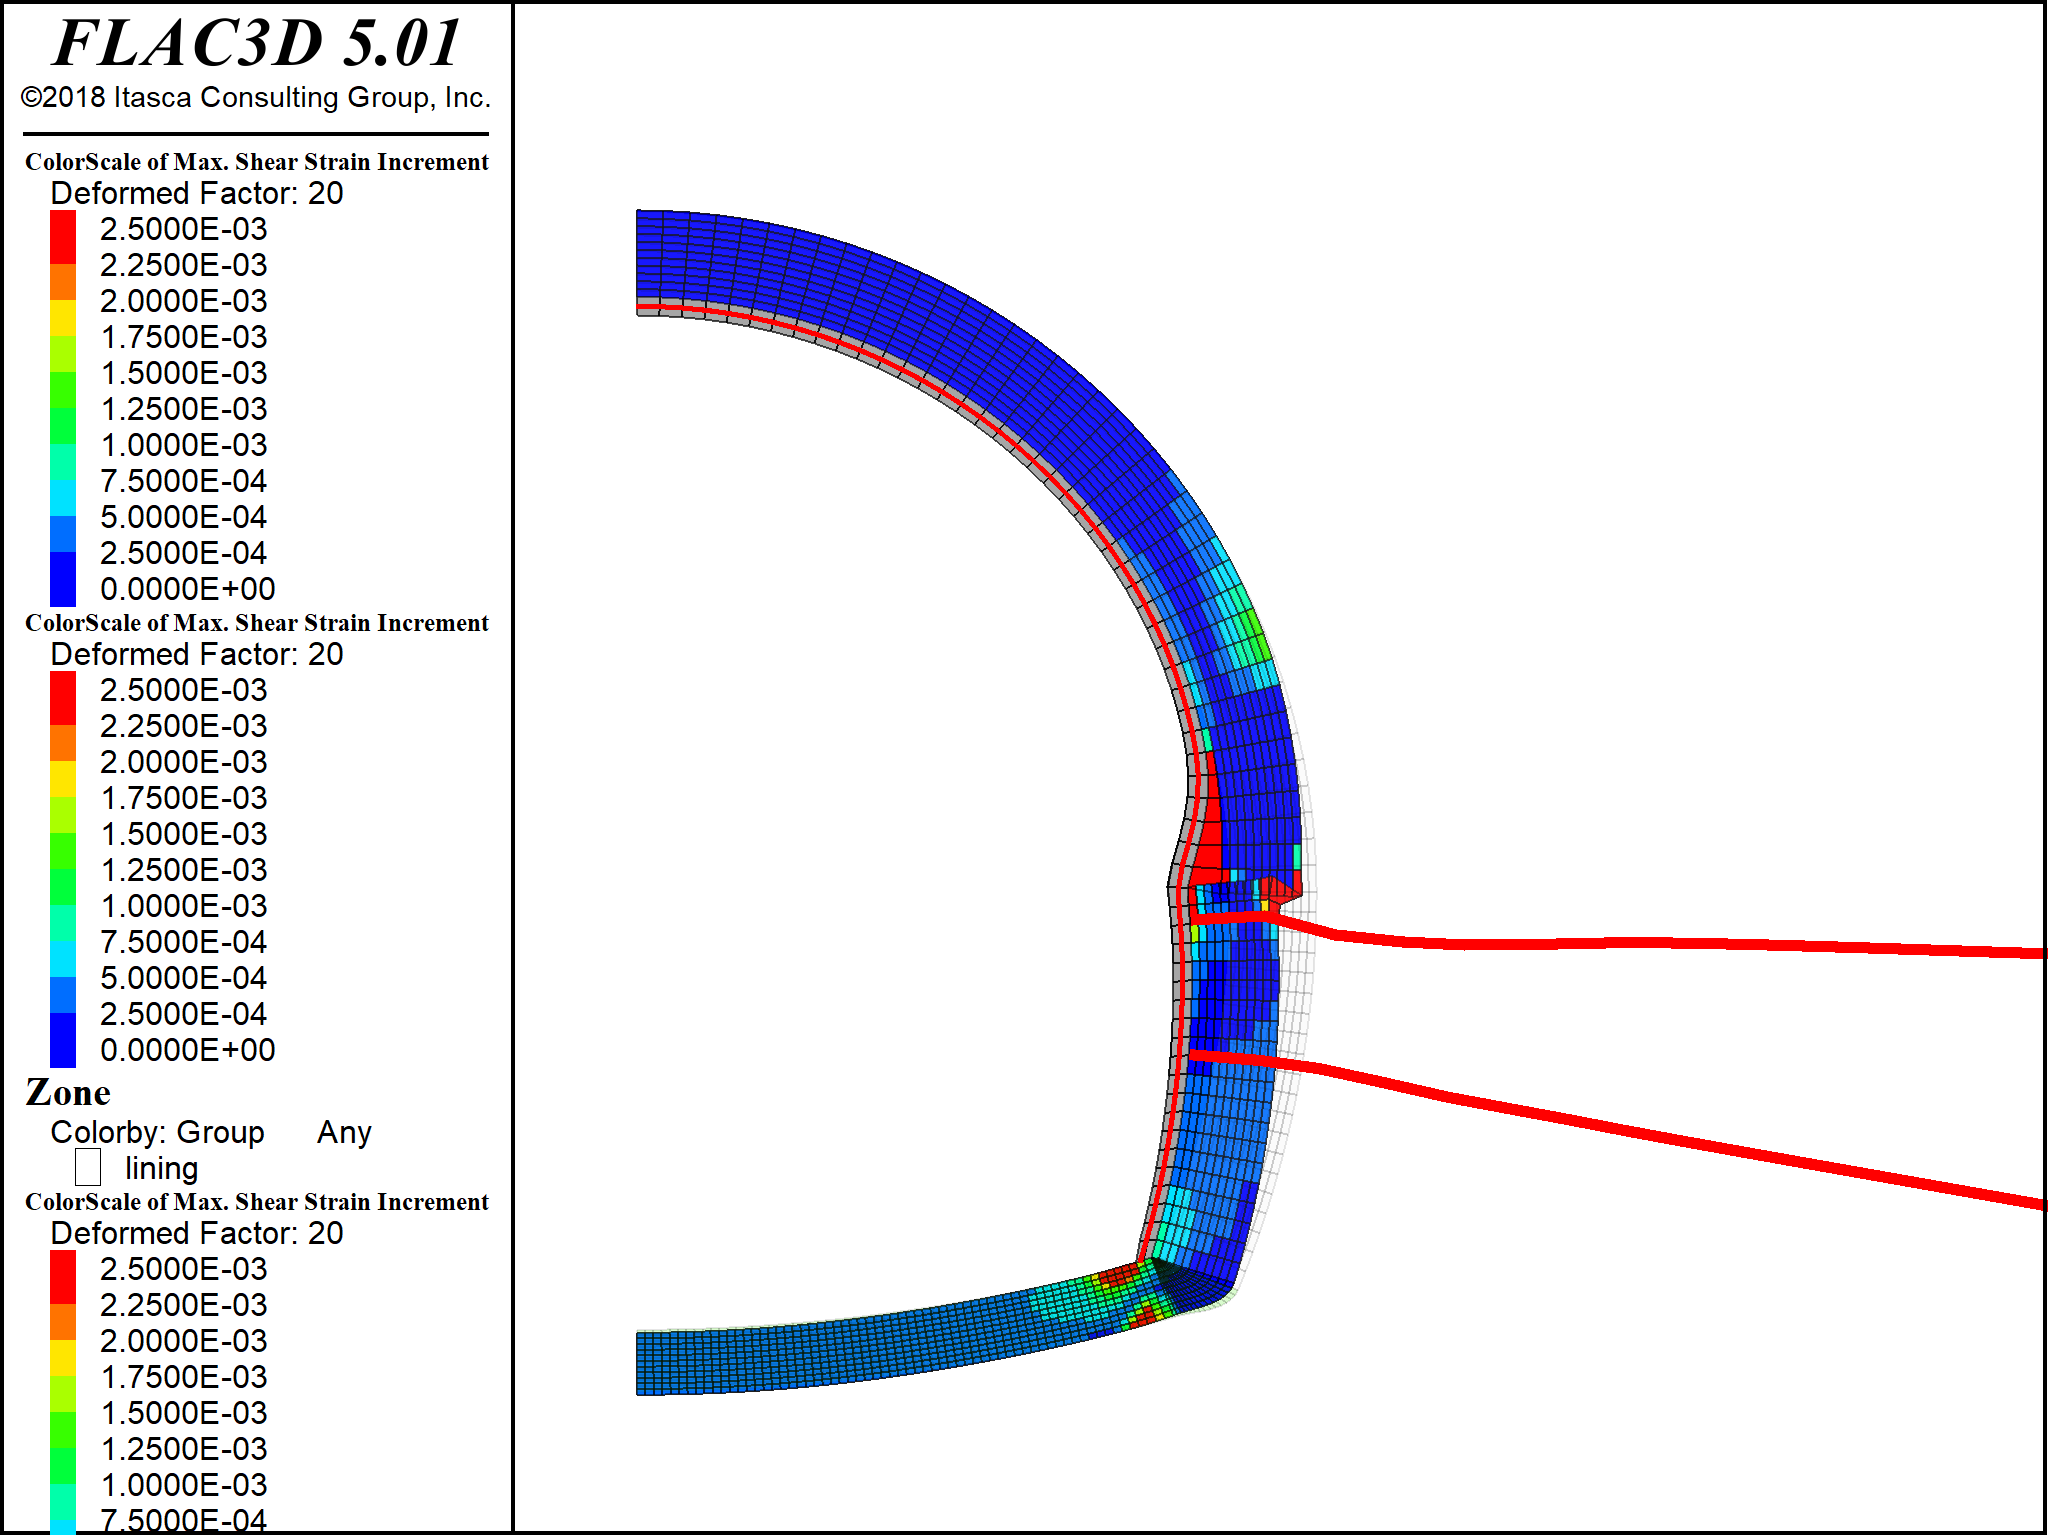 FLAC3D 5.01
©2018 Itasca Consulting Group, Inc.
ColorScale of Max. Shear Strain Increment
Deformed Factor: 20
2.5000E-03
2.2500E-03
2.0000E-03
1.7500E-03
1.5000E-03
1.2500E-03
1.0000E-03
7.5000E-04
5.0000E-04
2.5000E-04
0.0000E+00
ColorScale of Max. Shear Strain Increment
Deformed Factor: 20
2.5000E-03
2.2500E-03
2.0000E-03
1.7500E-03
1.5000E-03
1.2500E-03
1.0000E-03
7.5000E-04
5.0000E-04
2.5000E-04
0.0000E+00
Zone
Colorby: Group Any
lining
ColorScale of Max. Shear Strain Increment
Deformed Factor: 20
2.5000E-03
2.2500E-03
2.0000E-03
1.7500E-03
1.5000E-03
1.2500E-03
1.0000E-03
7.5000E-04